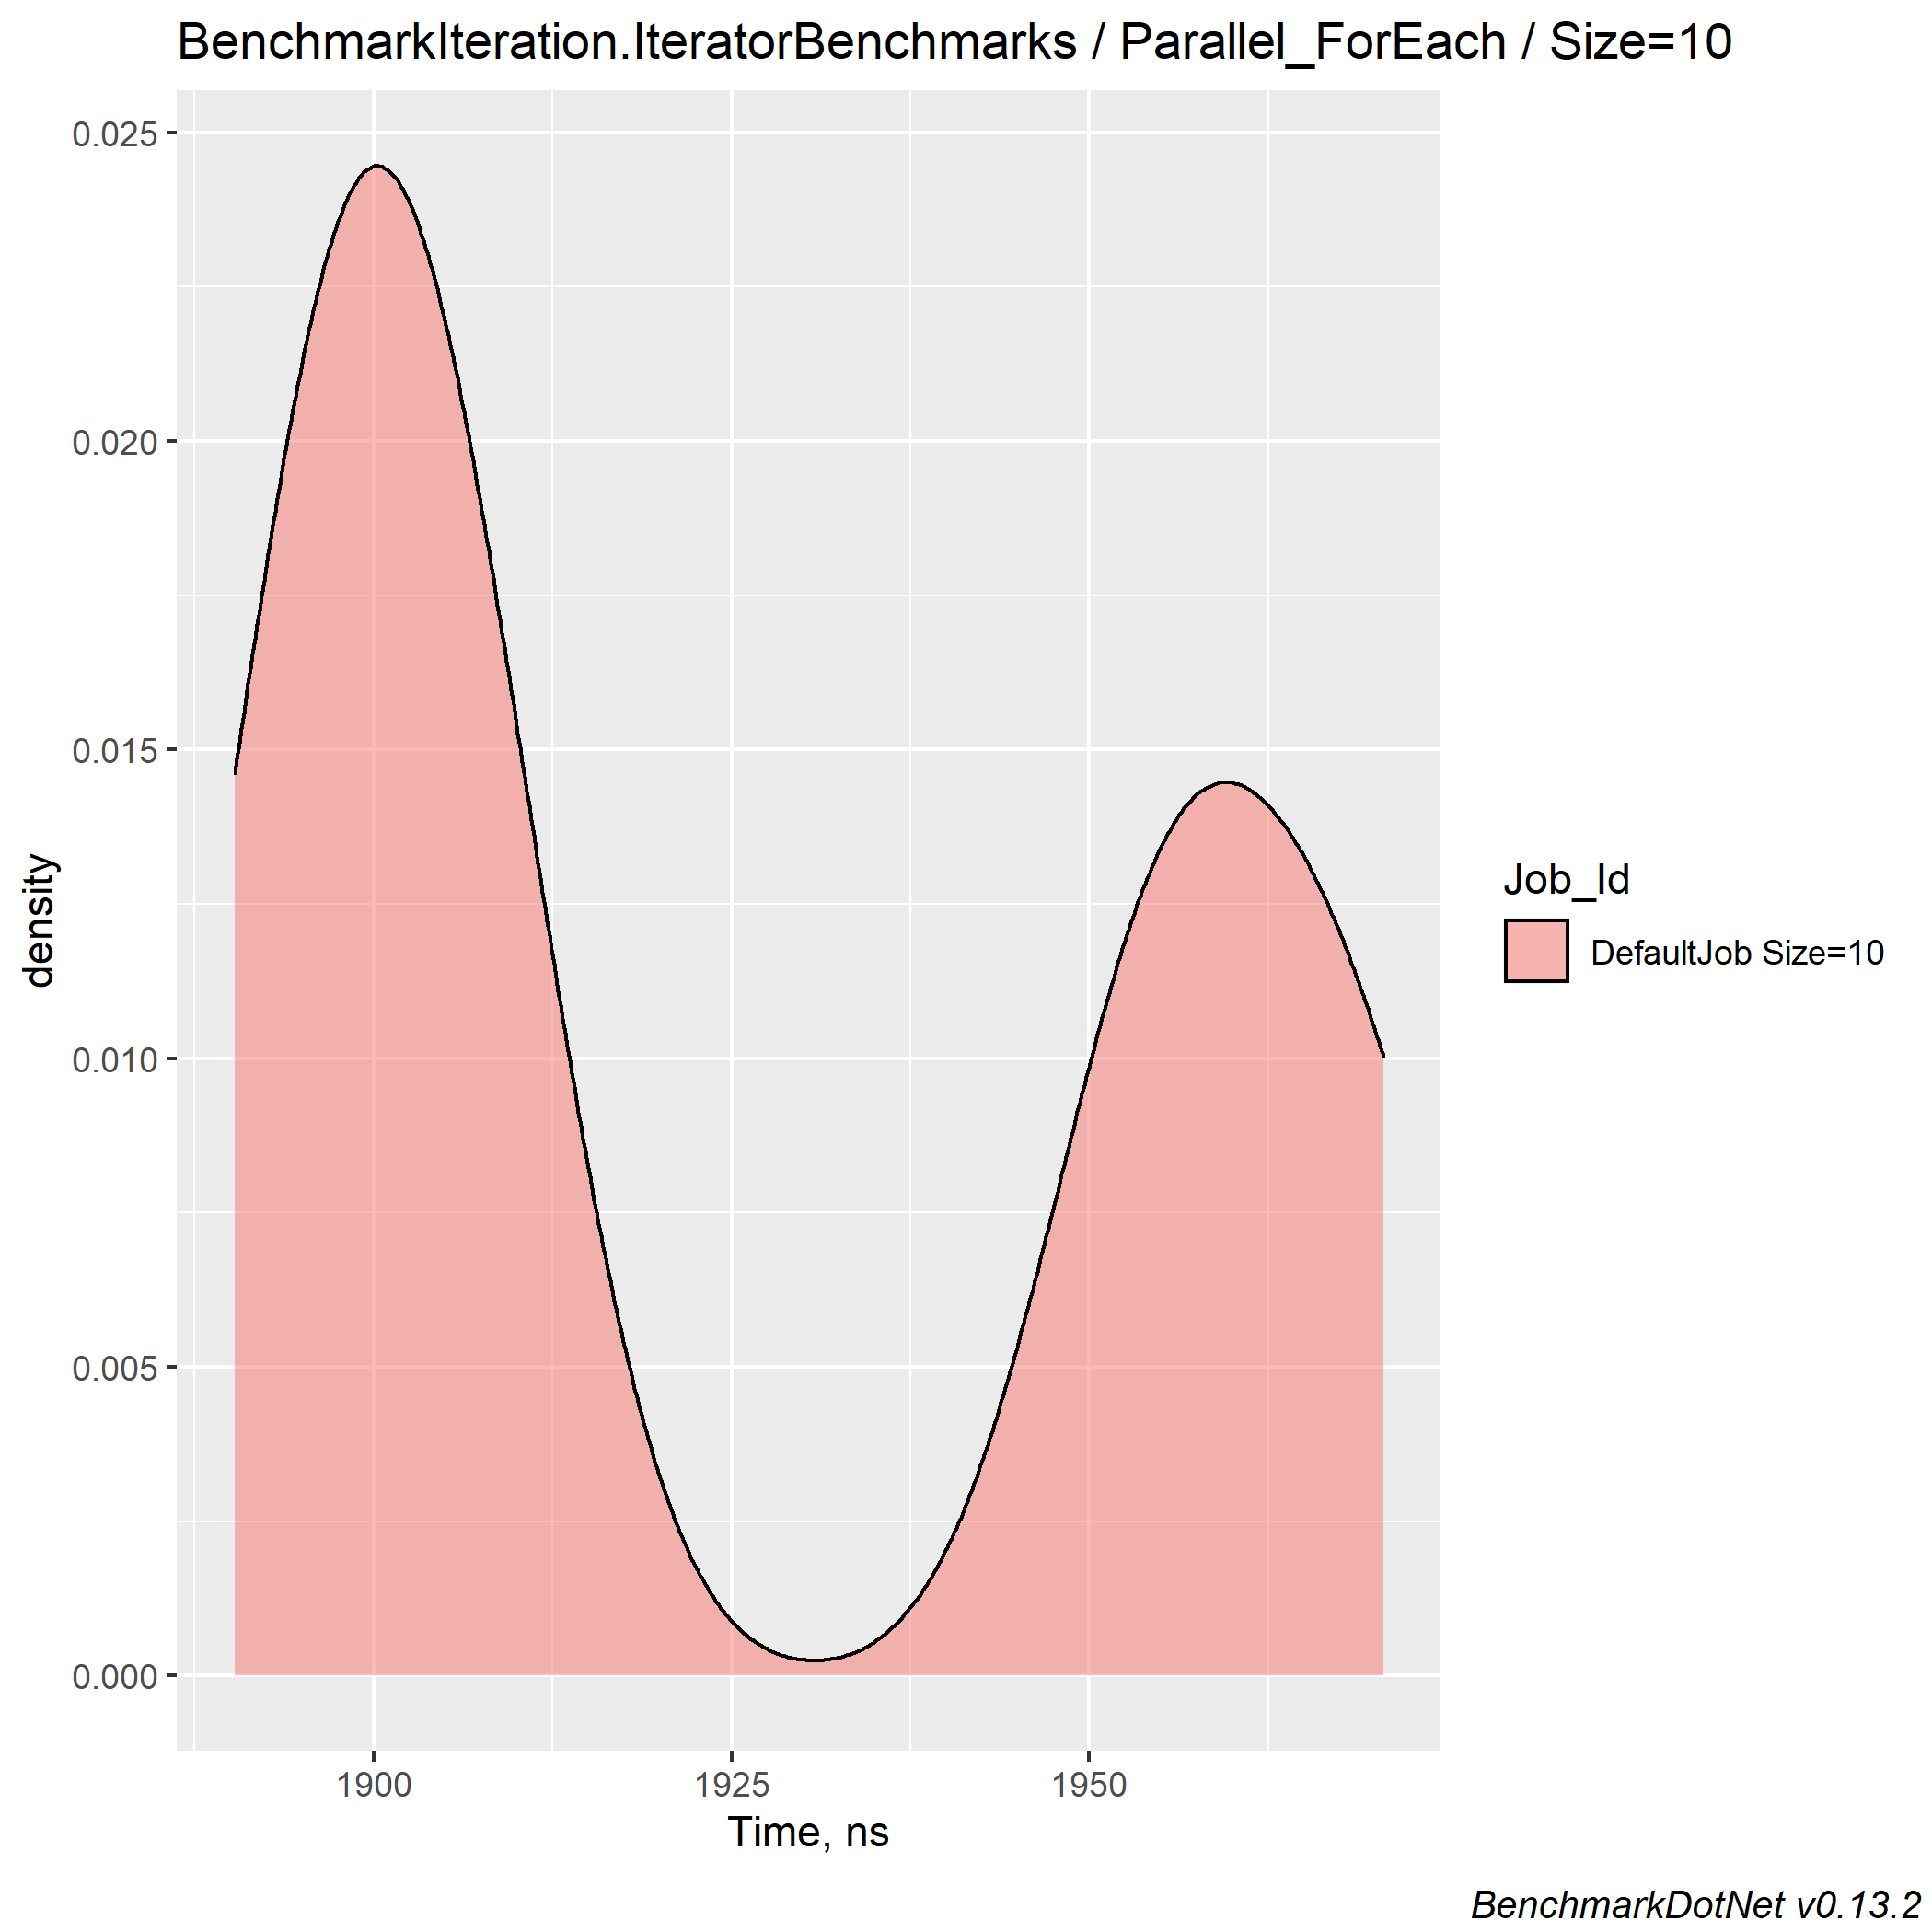 BenchmarkIteration.IteratorBenchmarks / Parallel_ForEach / Size=10
0.025
0.020
0.015
0.010
0.005
0.000
density
1900 1925 1950
Time, ns
Job_Id
DefaultJob Size=10
BenchmarkDotNet v0.13.2